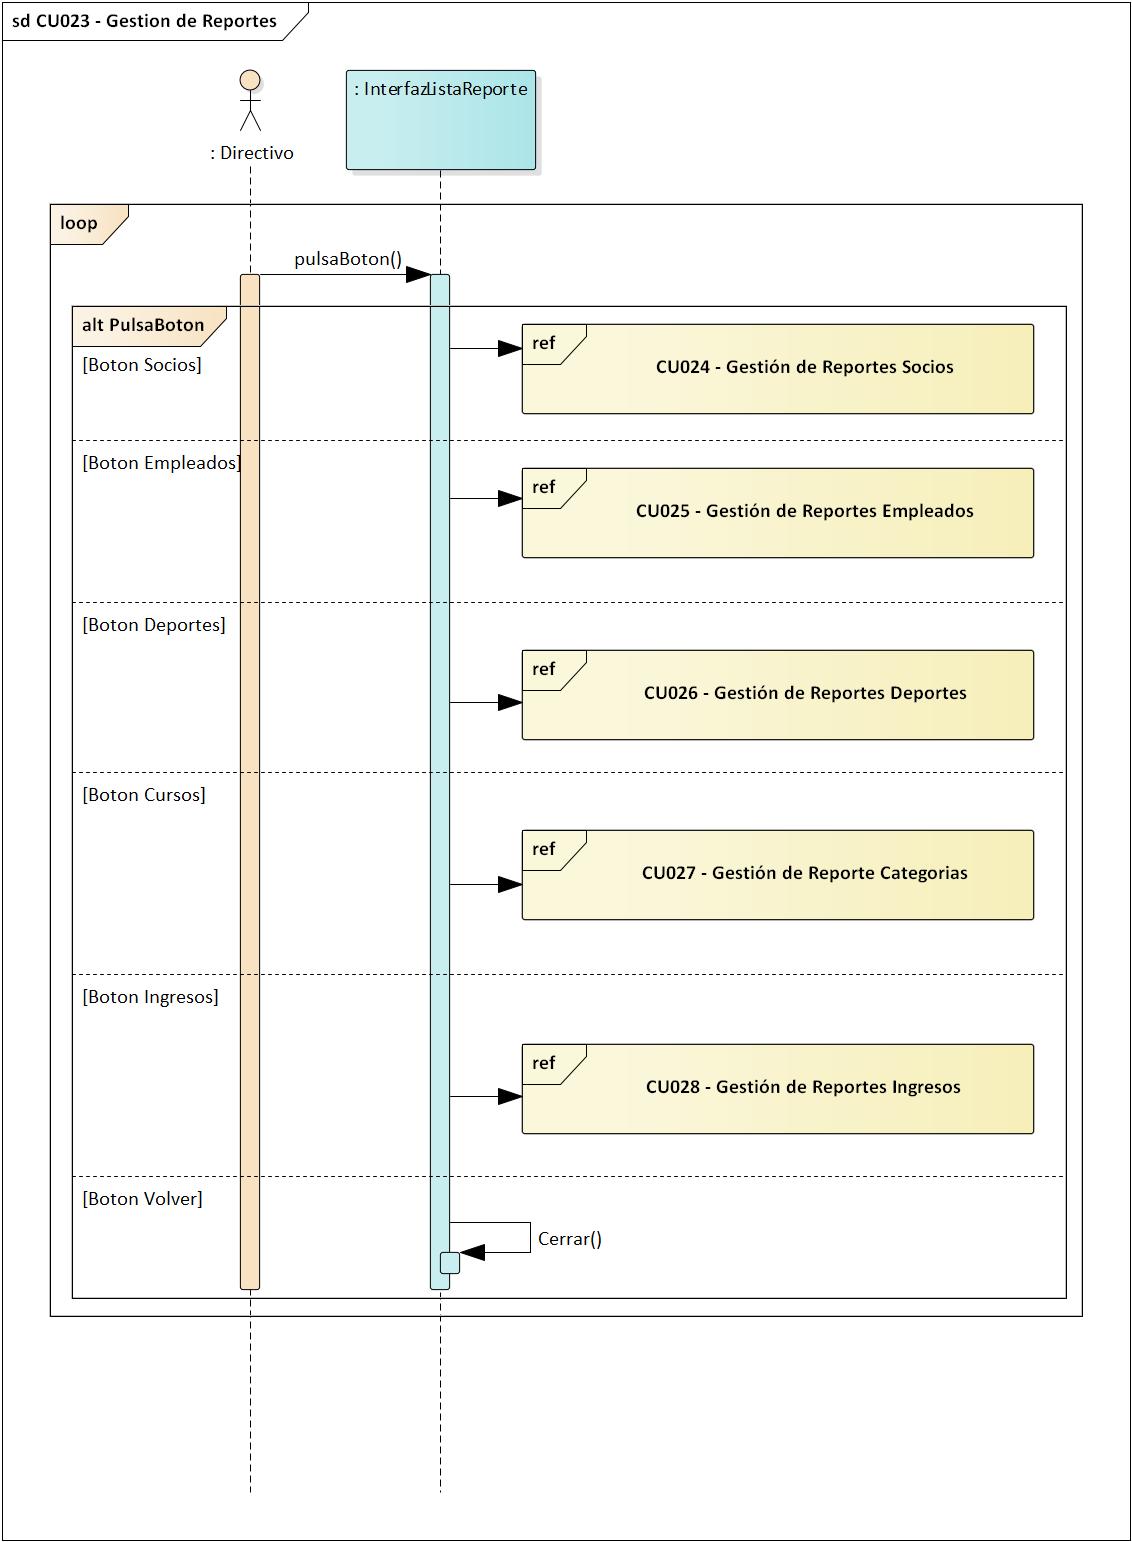 sd CU023 - Gestion de Reportes
: InterfazListaReporte
: Directivo
loop
pulsaBoton()
alt PulsaBoton
ref
[Boton Socios]
CU024 - Gestión de Reportes Socios
[Boton Empleados]
ref
CU025 - Gestión de Reportes Empleados
[Boton Deportes]
ref
CU026 - Gestión de Reportes Deportes
[Boton Cursos]
ref
CU027 - Gestión de Reporte Categorias
[Boton Ingresos]
ref
CU028 - Gestión de Reportes Ingresos
[Boton Volver]
Cerrar()